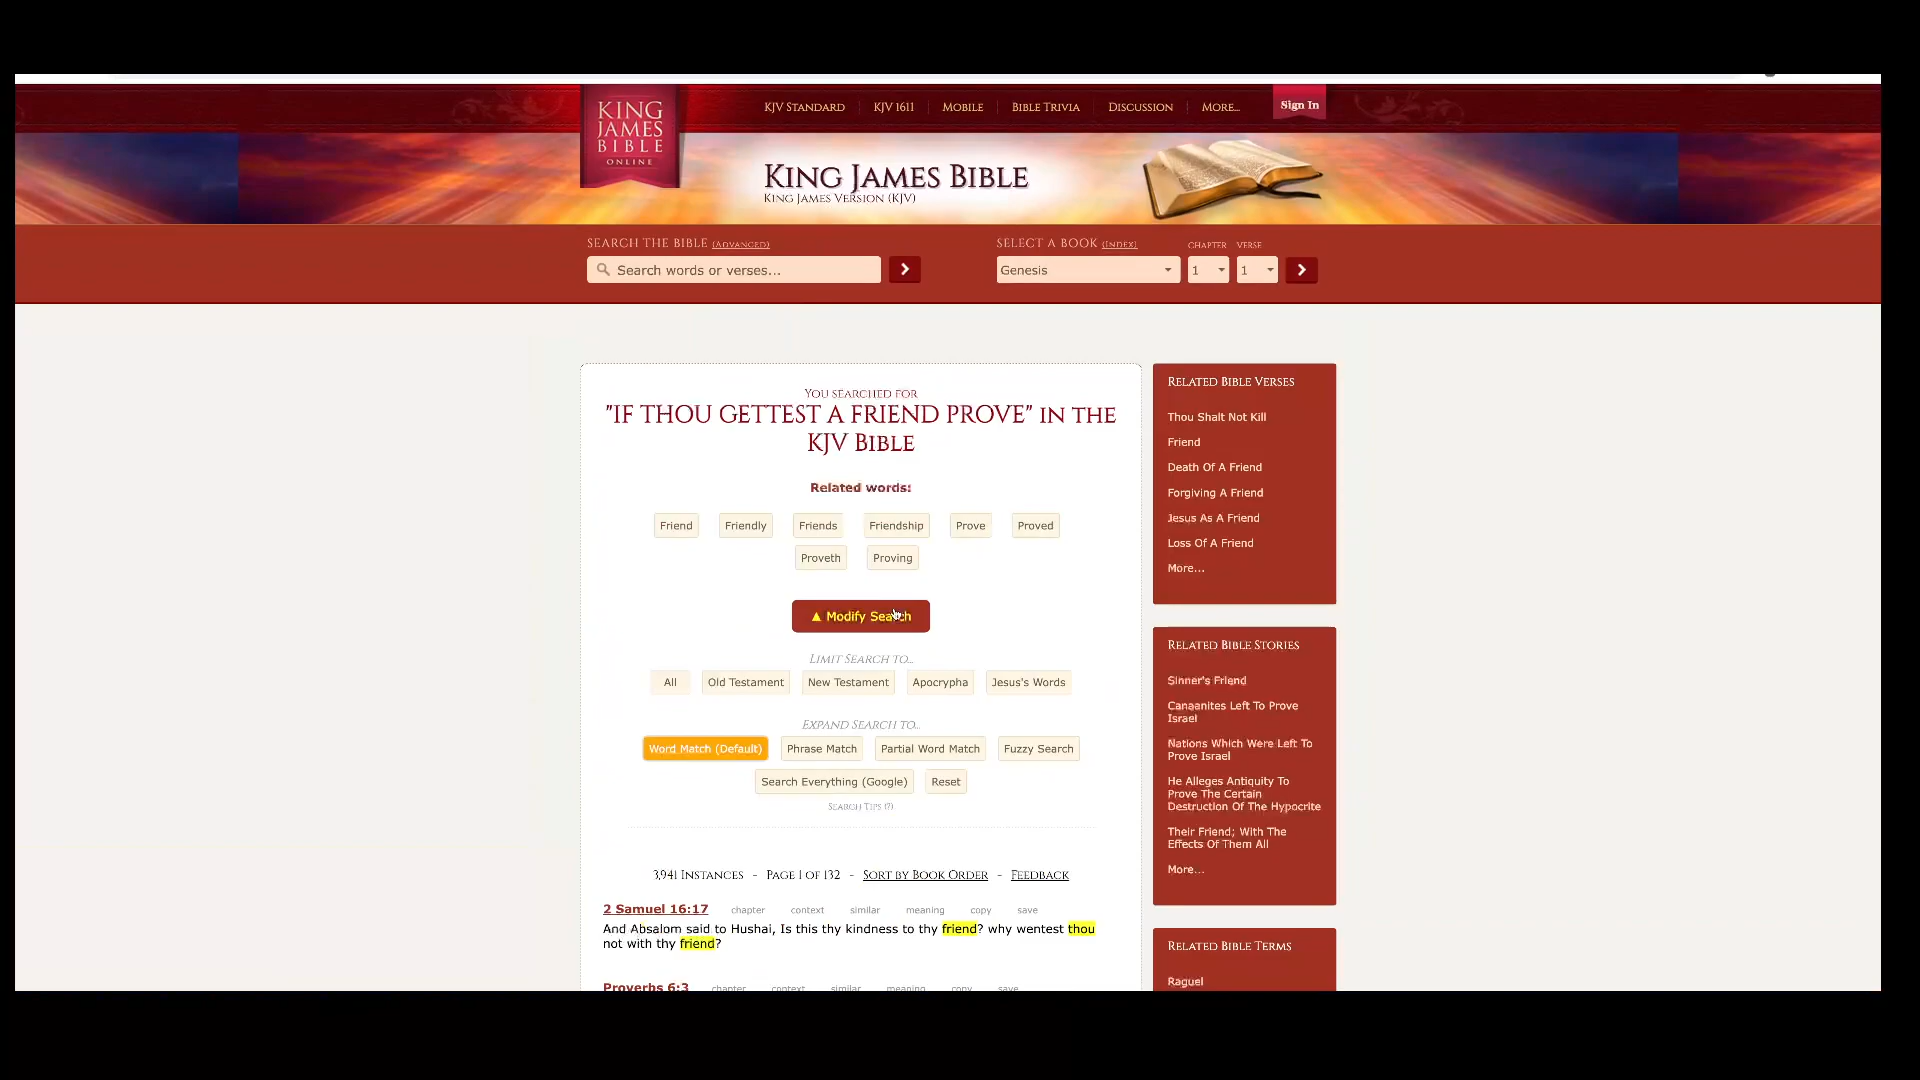 KING
JAMES
BIBLE
ONLINE
KJV STANDARD
KJV 1611
MOBILE
BIBLE TRIVIA
DISCUSSION
MORE...
Sign In
KING JAMES BIBLE
KING JAMES VERSION (KJV)
SEARCH THE BIBLE (ADVANCED)
Search words or verses...
SELECT A BOOK (INDEX)
CHAPTER
VERSE
Genesis
1
1
YOU SEARCHED FOR
"IF THOU GETTEST A FRIEND PROVE" IN THE
KJV BIBLE
Related words:
Friend
Friendly
Friends
Friendship
Prove
Proved
Proveth
Proving
▲ Modify Search
LIMIT SEARCH TO...
All
Old Testament
New Testament
Apocrypha
Jesus's Words
EXPAND SEARCH TO...
Word Match (Default)
Phrase Match
Partial Word Match
Fuzzy Search
Search Everything (Google)
Reset
SEARCH TIPS (?)
3,941 INSTANCES - PAGE 1 OF 132 - SORT BY BOOK ORDER - FEEDBACK
2 Samuel 16:17 chapter context similar meaning copy save
And Absalom said to Hushai, Is this thy kindness to thy friend? why wentest thou
not with thy friend?
Proverbs 6:3 chapter context similar meaning copy save
RELATED BIBLE VERSES
Thou Shalt Not Kill
Friend
Death Of A Friend
Forgiving A Friend
Jesus As A Friend
Loss Of A Friend
More...
RELATED BIBLE STORIES
Sinner's Friend
Canaanites Left To Prove
Israel
Nations Which Were Left To
Prove Israel
He Alleges Antiquity To
Prove The Certain
Destruction Of The Hypocrite
Their Friend; With The
Effects Of Them All
More...
RELATED BIBLE TERMS
Raguel